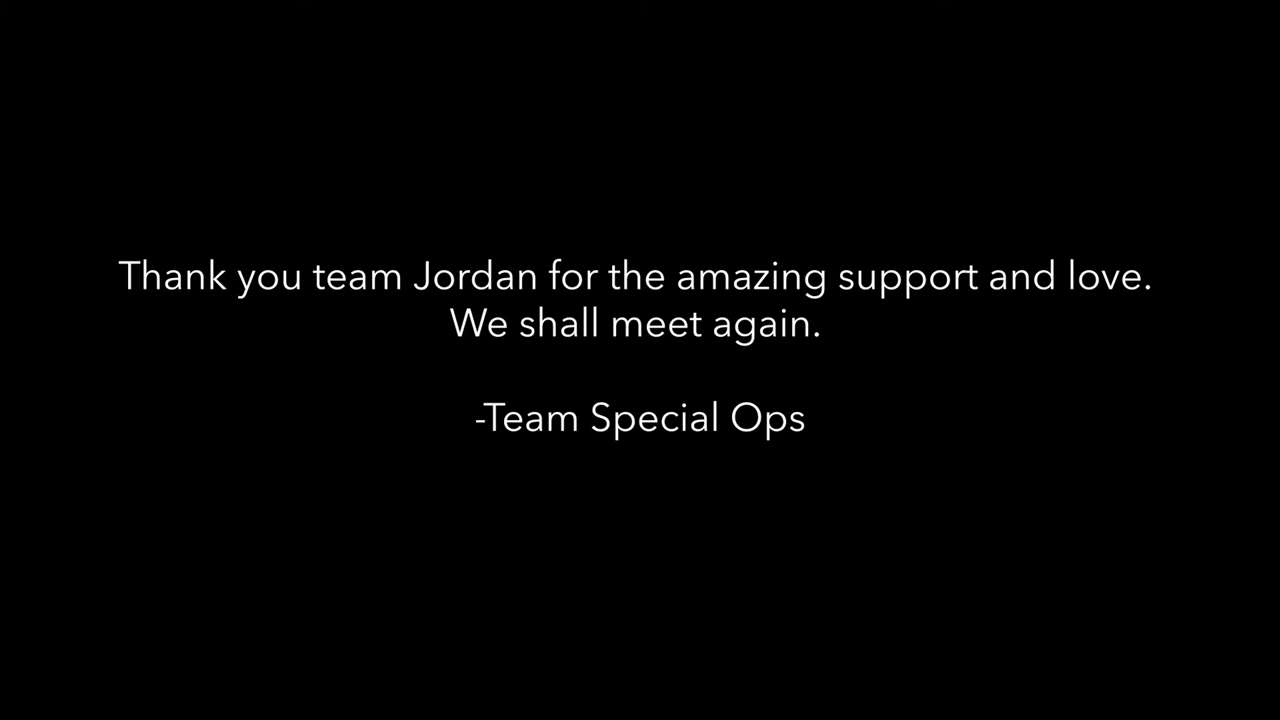 Thank you team Jordan for the amazing support and love.
We shall meet again.
-Team Special Ops